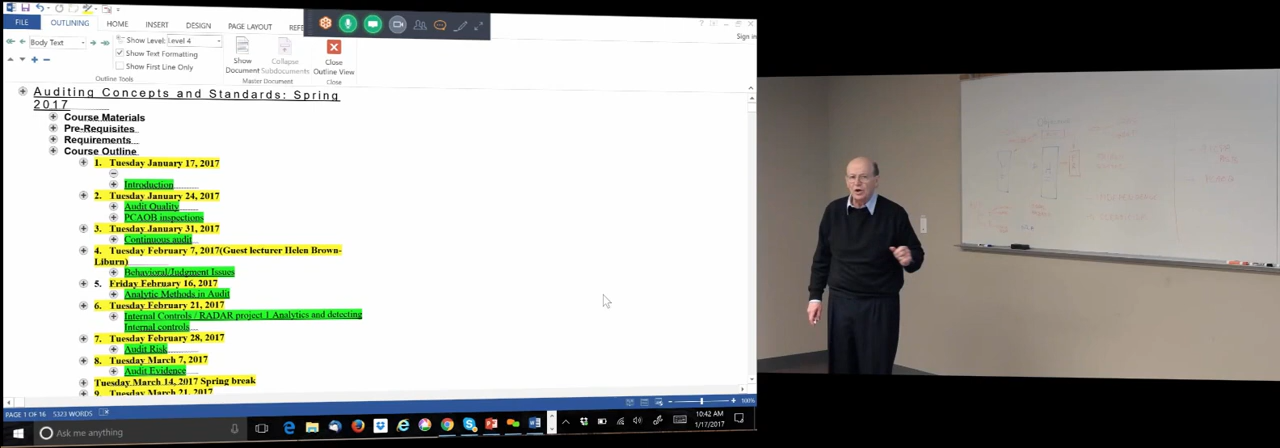 FILE OUTLINING HOME INSERT DESIGN PAGE LAYOUT REFE
Sign in
Body Text
Show Level: Level 4
Show Text Formatting
Show First Line Only
Outline Tools
Show Document
Collapse Subdocuments
Master Document
Close Outline View
Close
Auditing Concepts and Standards: Spring
2017
Course Materials
Pre-Requisites
Requirements
Course Outline
1. Tuesday January 17, 2017
Introduction
2. Tuesday January 24, 2017
Audit Quality
PCAOB inspections
3. Tuesday January 31, 2017
Continuous audit
4. Tuesday February 7, 2017(Guest lecturer Helen Brown-
Liburn)
Behavioral/Judgment Issues
5. Friday February 16, 2017
Analytic Methods in Audit
6. Tuesday February 21, 2017
Internal Controls / RADAR project 1 Analytics and detecting
Internal controls
7. Tuesday February 28, 2017
Audit Risk
8. Tuesday March 7, 2017
Audit Evidence
Tuesday March 14, 2017 Spring break
9. Tuesday March 21, 2017
PAGE 1 OF 16 5323 WORDS
100%
Ask me anything
10:42 AM
1/17/2017